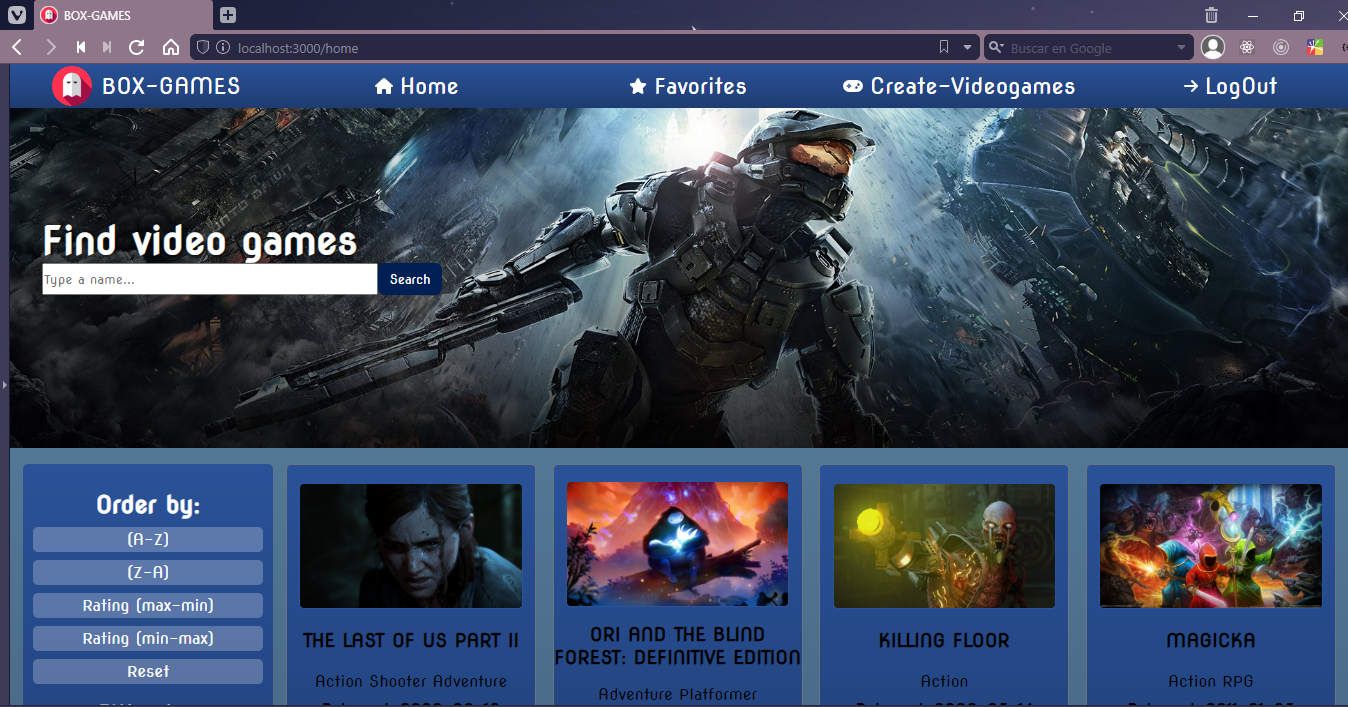 BOX-GAMES
localhost:3000/home
Buscar en Google
BOX-GAMES
Home
Favorites
Create-Videogames
LogOut
Find video games
Type a name...
Search
Order by:
(A-Z)
(Z-A)
Rating (max-min)
Rating (min-max)
Reset
THE LAST OF US PART II
Action Shooter Adventure
ORI AND THE BLIND
FOREST: DEFINITIVE EDITION
Adventure Platformer
KILLING FLOOR
Action
MAGICKA
Action RPG